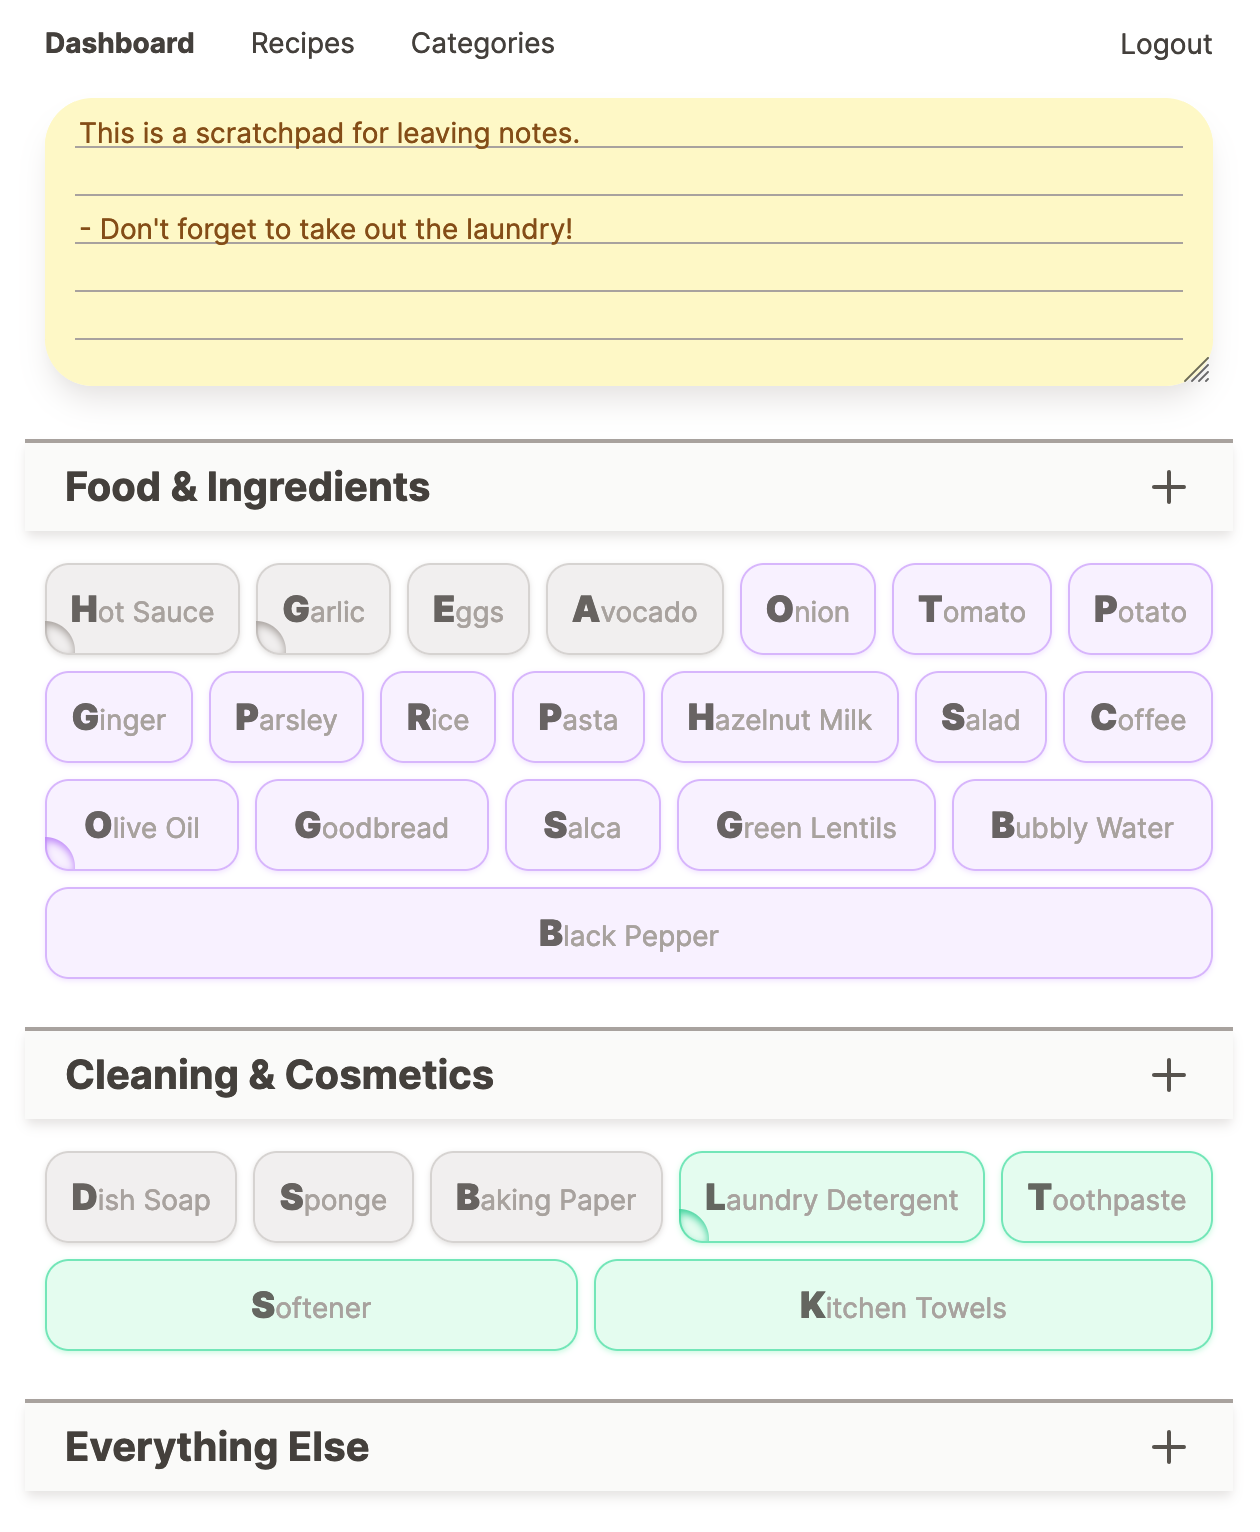 Dashboard Recipes Categories Logout
This is a scratchpad for leaving notes.
- Don't forget to take out the laundry!
Food & Ingredients
Hot Sauce Garlic Eggs Avocado Onion Tomato Potato
Ginger Parsley Rice Pasta Hazelnut Milk Salad Coffee
Olive Oil Goodbread Salca Green Lentils Bubbly Water
Black Pepper
Cleaning & Cosmetics
Dish Soap Sponge Baking Paper Laundry Detergent Toothpaste
Softener Kitchen Towels
Everything Else